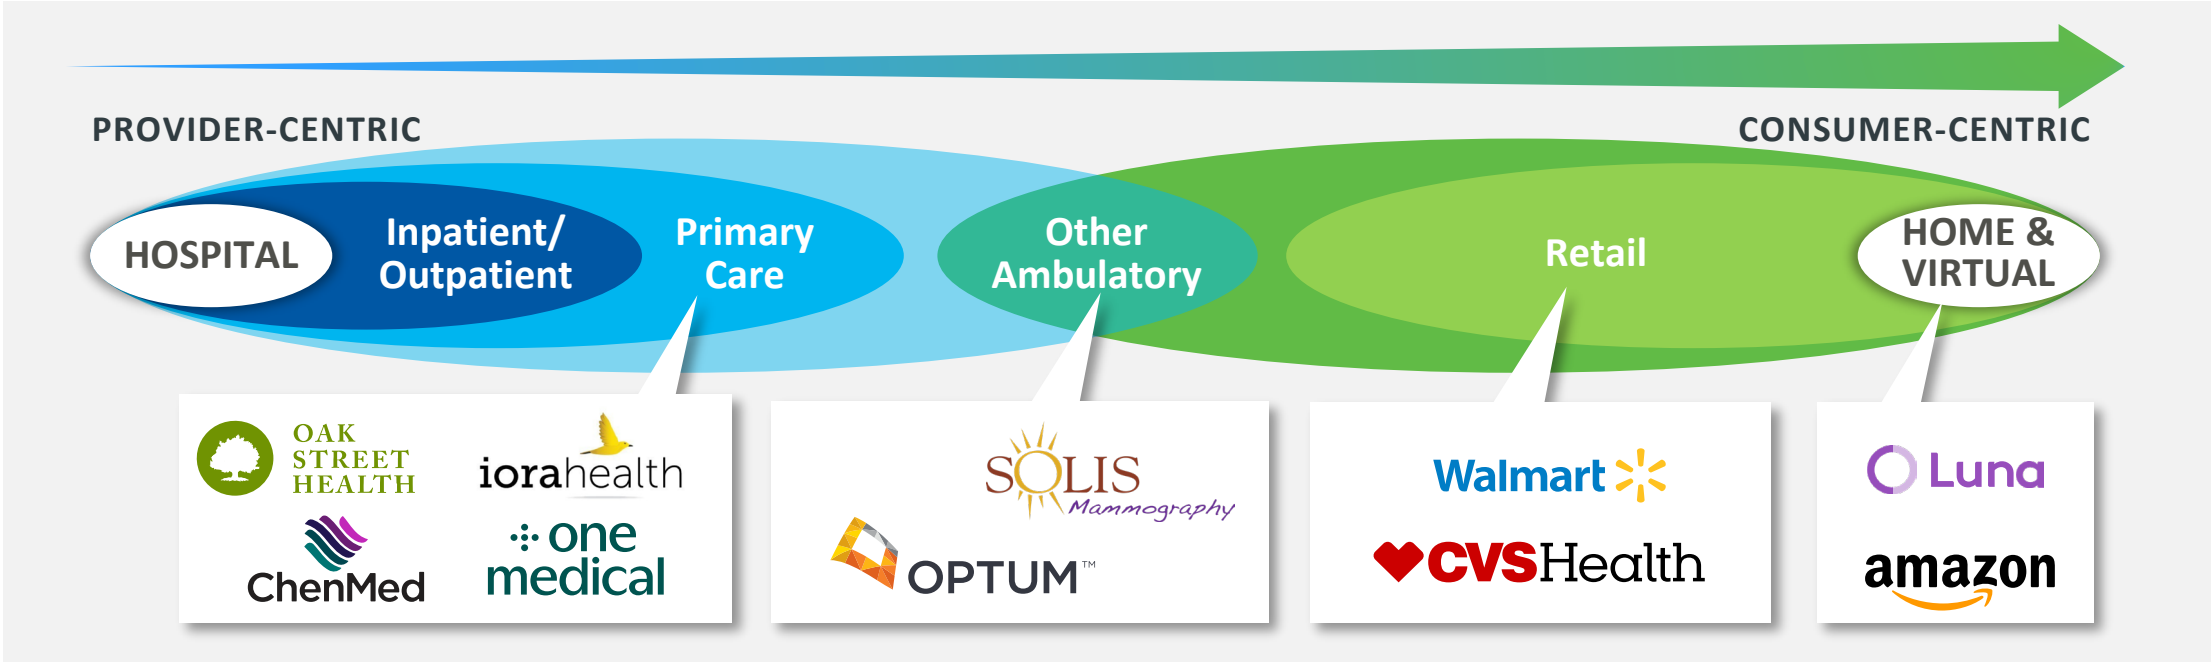 PROVIDER-CENTRIC
CONSUMER-CENTRIC
HOSPITAL
Inpatient/
Outpatient
Primary
Care
Other
Ambulatory
Retail
HOME &
VIRTUAL
OAK
STREET
HEALTH
iorahealth
ChenMed
one
medical
SOLIS
Mammography
OPTUM™
Walmart
CVSHealth
Luna
amazon